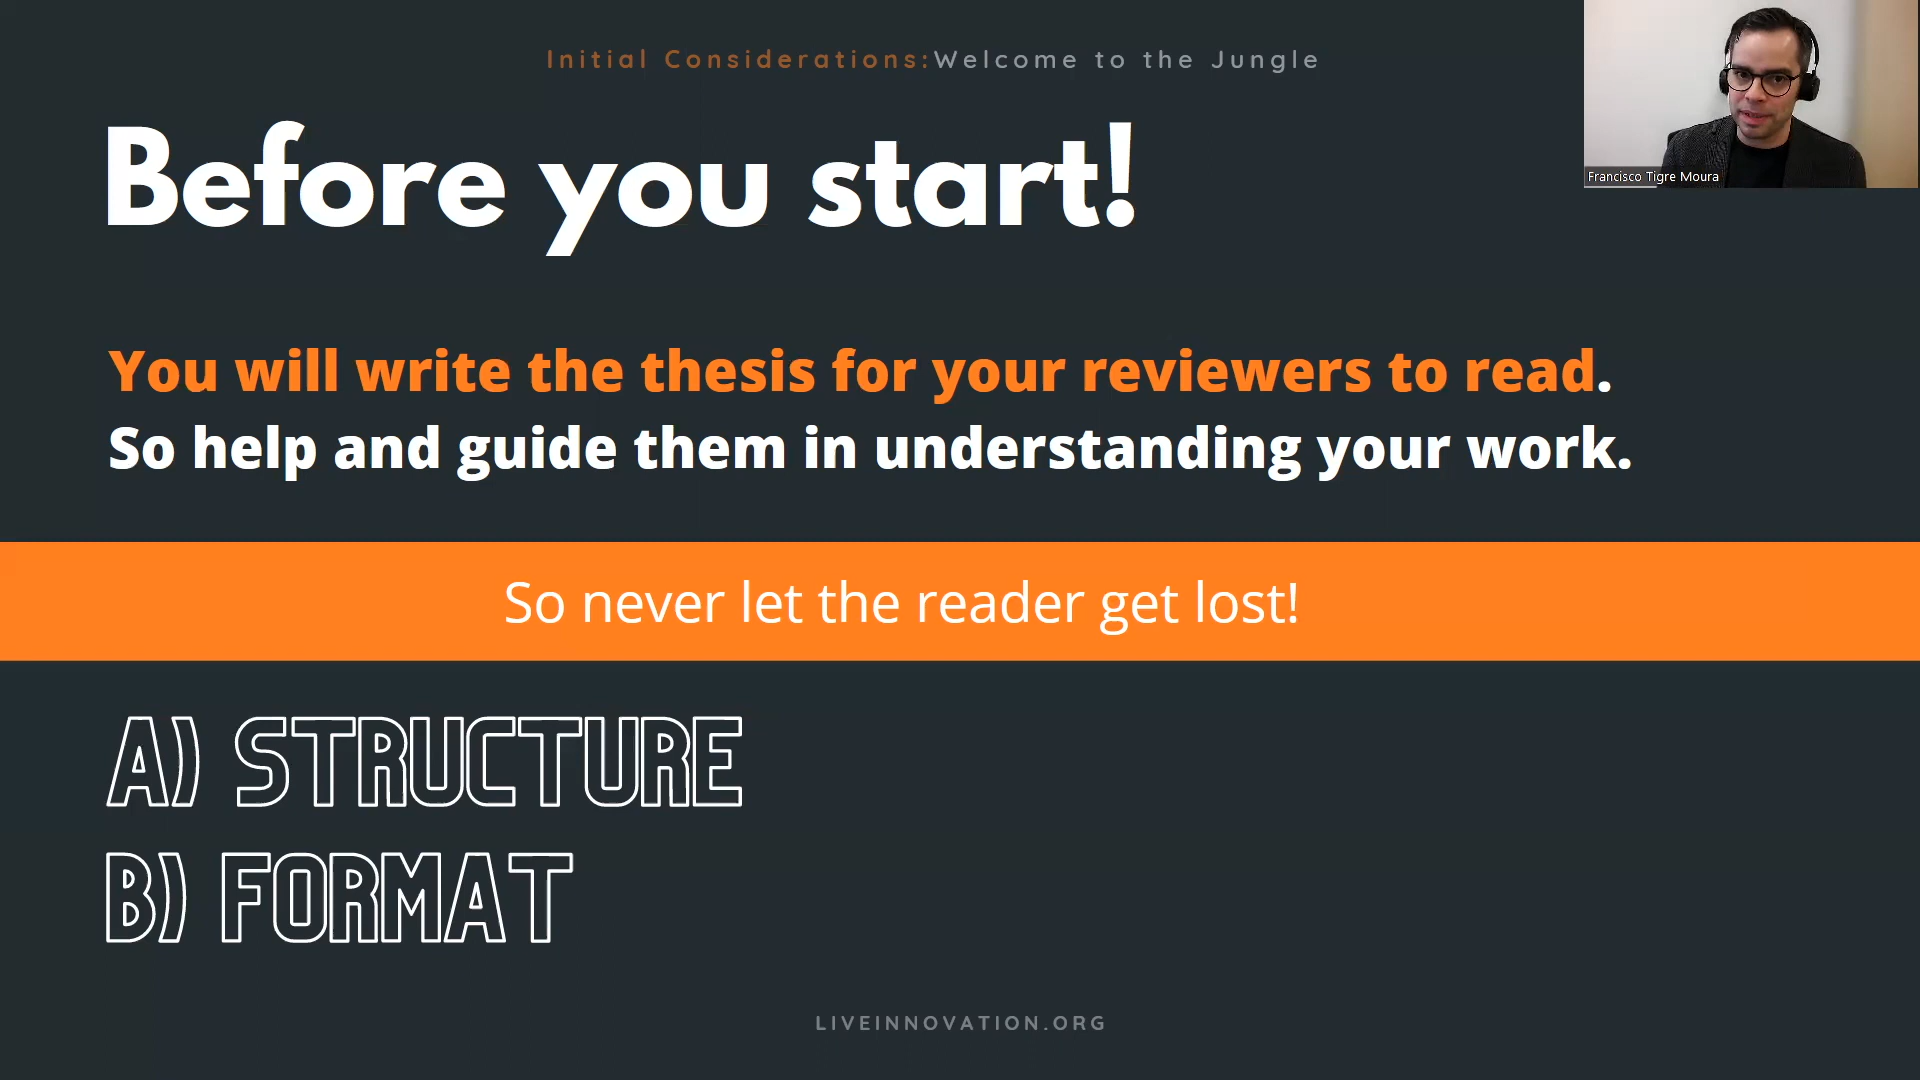 Initial Considerations:Welcome to the Jungle
Francisco Tigre Moura
Before you start!
You will write the thesis for your reviewers to read.
So help and guide them in understanding your work.
So never let the reader get lost!
A) STRUCTURE
B) FORMAT
LIVEINNOVATION.ORG